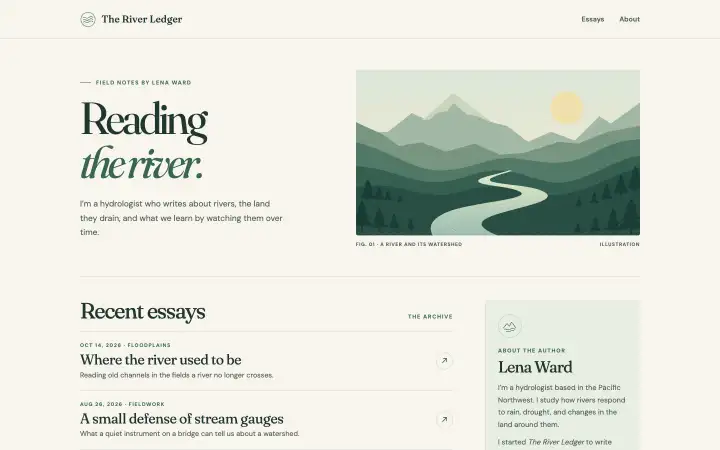 The River Ledger
Essays
About
FIELD NOTES BY LENA WARD
Reading
the river.
I'm a hydrologist who writes about rivers, the land
they drain, and what we learn by watching them over
time.
FIG. 01 · A RIVER AND ITS WATERSHED
ILLUSTRATION
Recent essays
THE ARCHIVE
OCT 14, 2026 · FLOODPLAINS
Where the river used to be
Reading old channels in the fields a river no longer crosses.
AUG 26, 2026 · FIELDWORK
A small defense of stream gauges
What a quiet instrument on a bridge can tell us about a watershed.
ABOUT THE AUTHOR
Lena Ward
I'm a hydrologist based in the Pacific
Northwest. I study how rivers respond
to rain, drought, and changes in the
land around them.
I started The River Ledger to write